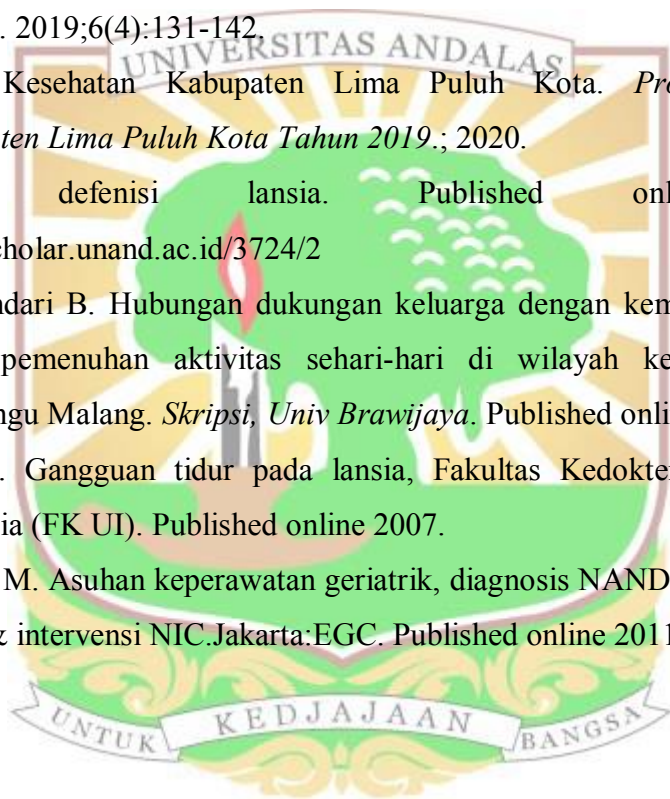 . 2019;6(4):131-142.
UNIVERSITAS ANDALAS
Kesehatan Kabupaten Lima Puluh Kota. Pro
ten Lima Puluh Kota Tahun 2019.; 2020.
defenisi lansia. Published onl
cholar.unand.ac.id/3724/2
ndari B. Hubungan dukungan keluarga dengan kem
pemenuhan aktivitas sehari-hari di wilayah ke
ngu Malang. Skripsi, Univ Brawijaya. Published onli
. Gangguan tidur pada lansia, Fakultas Kedokter
ia (FK UI). Published online 2007.
M. Asuhan keperawatan geriatrik, diagnosis NAND
& intervensi NIC.Jakarta:EGC. Published online 2011
UNTUK KEDJAJAAN BANGSA